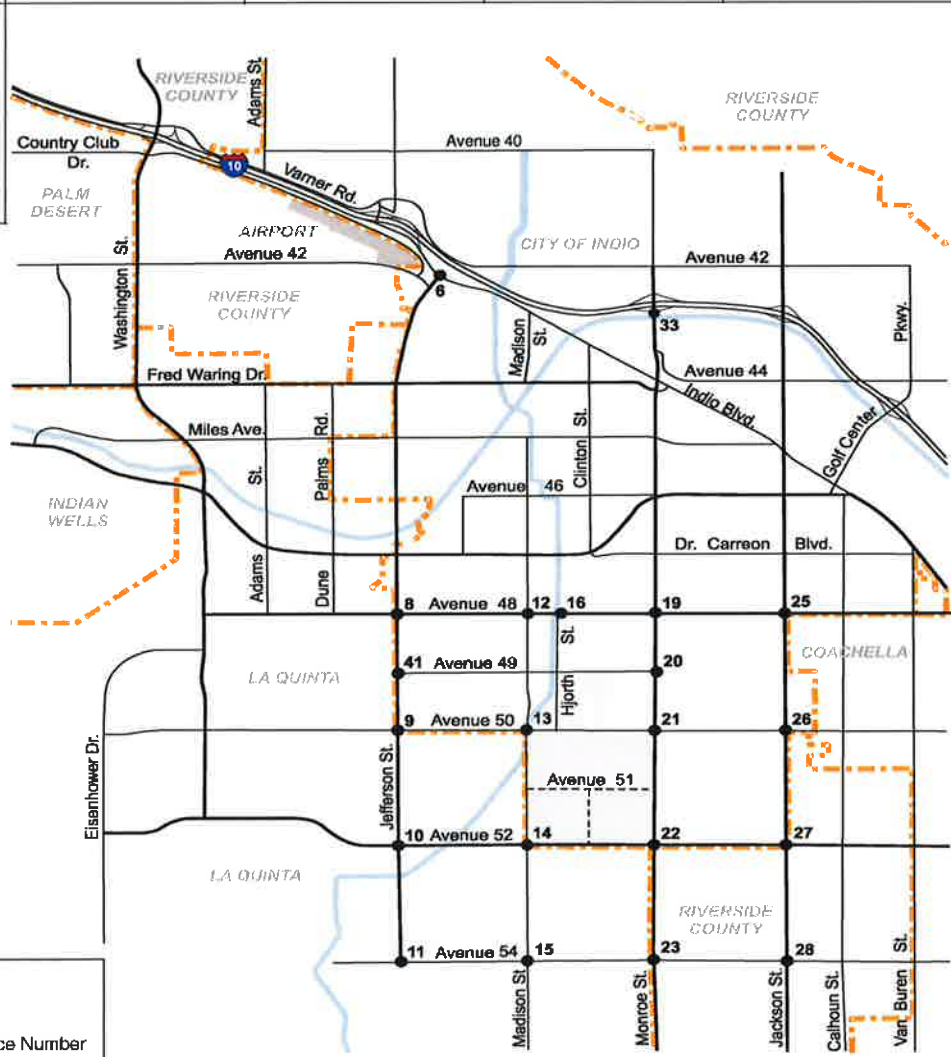 RIVERSIDE
COUNTY
Adams St.
RIVERSIDE
COUNTY
Country Club
Dr.
10
Varner Rd.
Avenue 40
PALM
DESERT
AIRPORT
CITY OF INDIO
Avenue 42
Avenue 42
Washington St.
RIVERSIDE
COUNTY
6
33
Madison
St.
Pkwy.
Fred Waring Dr.
Avenue 44
Indio Blvd.
Miles Ave.
Golf Center
Clinton St.
INDIAN
WELLS
Adams St.
Dune Palms Rd.
Avenue 46
Dr. Carreon Blvd.
8
Avenue 48
12
16
19
25
Hjorth St.
41
Avenue 49
20
LA QUINTA
COACHELLA
9
Avenue 50
13
21
26
Eisenhower Dr.
Jefferson St.
Avenue 51
10
Avenue 52
14
22
27
LA QUINTA
RIVERSIDE
COUNTY
11
Avenue 54
15
23
28
Madison St
Monroe St.
Jackson St.
Calhoun St.
Van Buren St.
ce Number